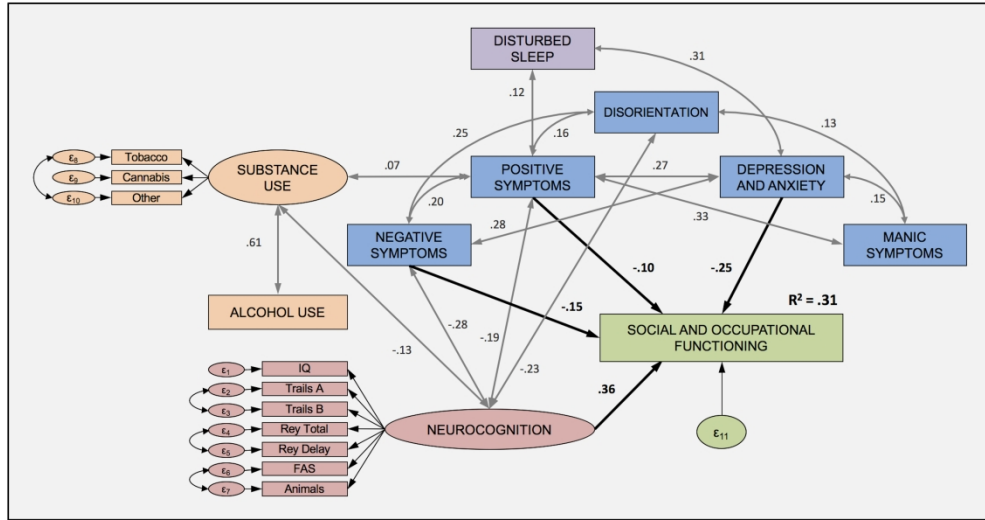 DISTURBED
SLEEP
.31
.12
DISORIENTATION
.25
.16
.13
ε8
Tobacco
ε9
Cannabis
ε10
Other
SUBSTANCE
USE
.07
POSITIVE
SYMPTOMS
.27
DEPRESSION
AND ANXIETY
.20
.15
.28
.33
NEGATIVE
SYMPTOMS
MANIC
SYMPTOMS
.61
-.10
-.25
-.15
R² = .31
ALCOHOL USE
SOCIAL AND OCCUPATIONAL
FUNCTIONING
-.28
-.19
-.13
-.23
.36
ε1
IQ
ε2
Trails A
ε3
Trails B
ε4
Rey Total
ε5
Rey Delay
ε6
FAS
ε7
Animals
NEUROCOGNITION
ε11